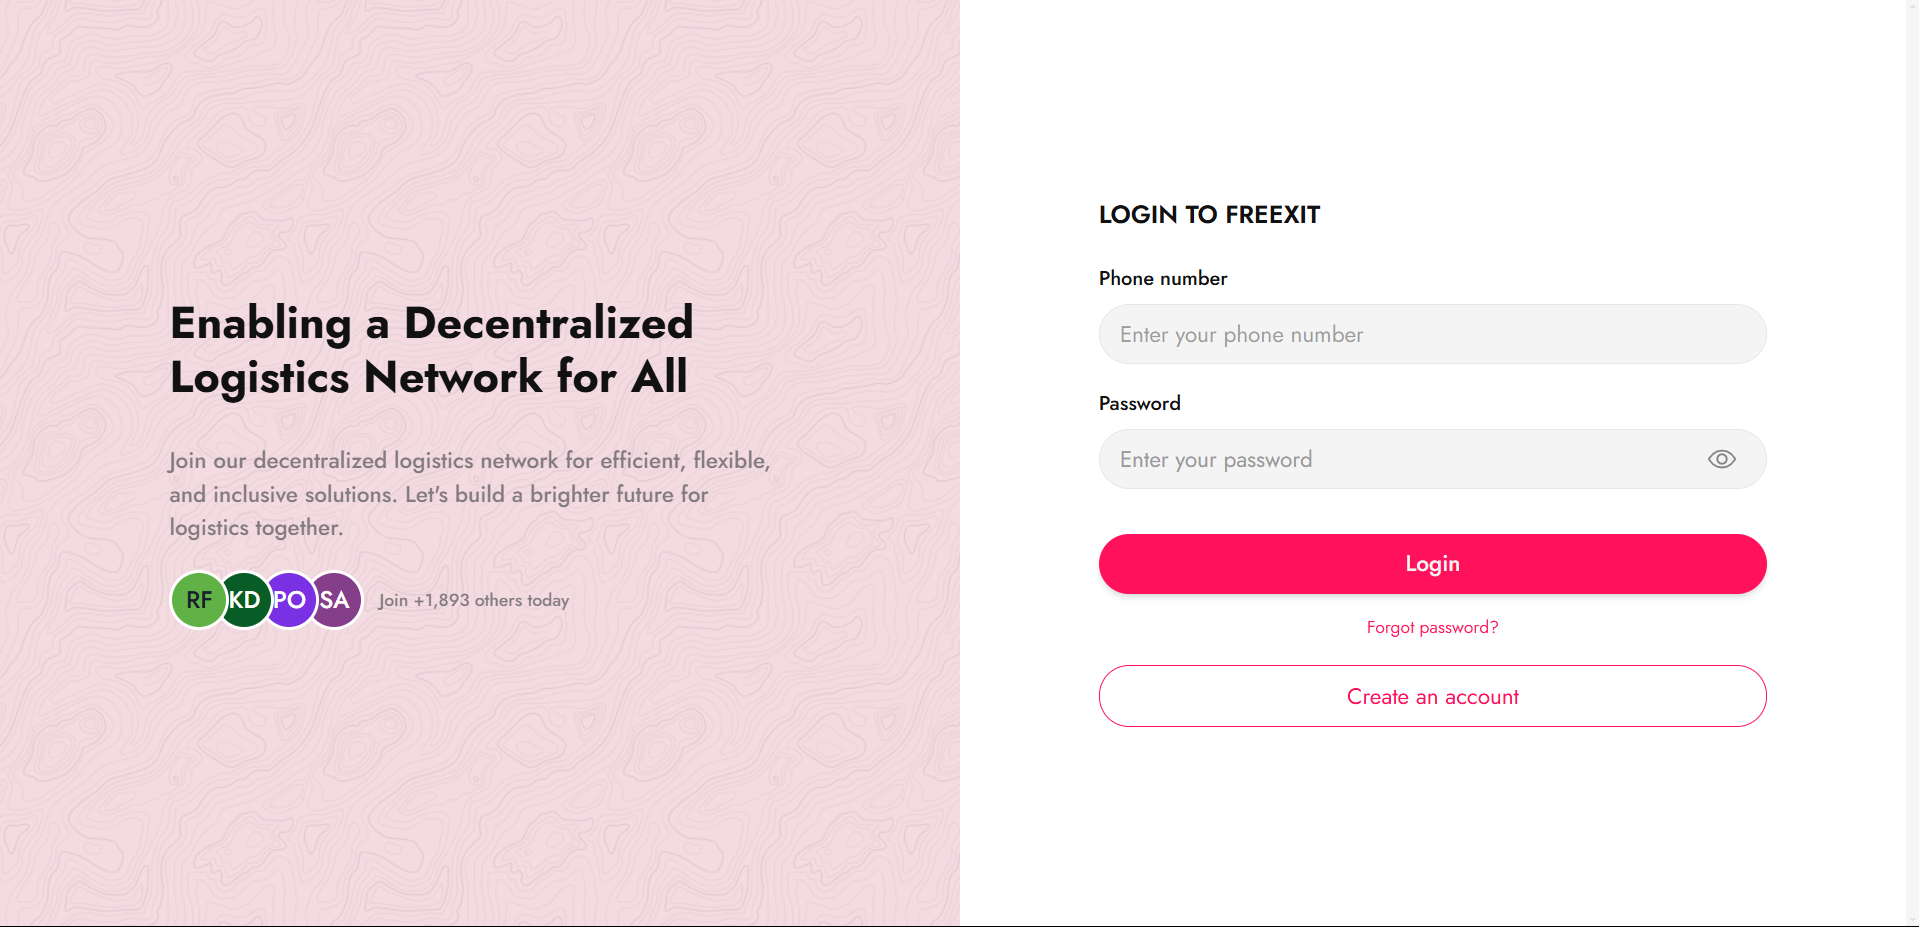 Enabling a Decentralized
Logistics Network for All
Join our decentralized logistics network for efficient, flexible,
and inclusive solutions. Let's build a brighter future for
logistics together.
RF KD PO SA Join +1,893 others today
LOGIN TO FREEXIT
Phone number
Enter your phone number
Password
Enter your password
Login
Forgot password?
Create an account